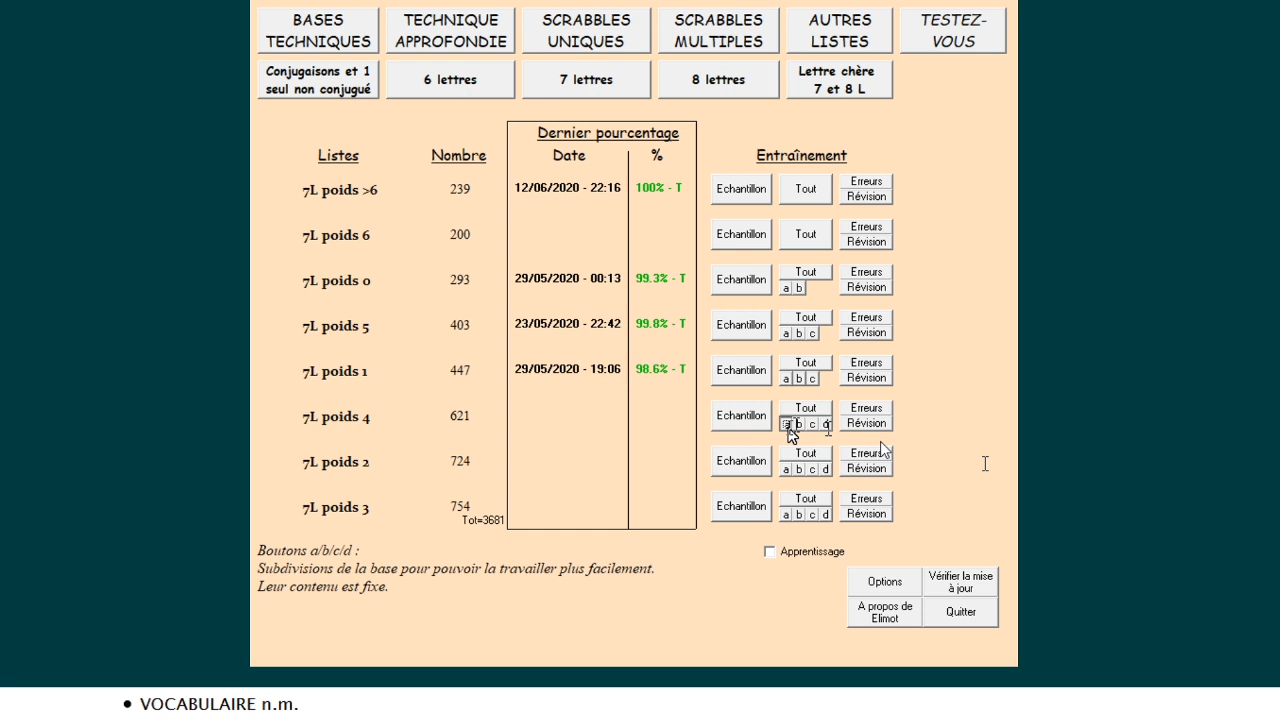 BASES TECHNIQUES
TECHNIQUE APPROFONDIE
SCRABBLES UNIQUES
SCRABBLES MULTIPLES
AUTRES LISTES
TESTEZ-VOUS
Conjugaisons et 1 seul non conjugué
6 lettres
7 lettres
8 lettres
Lettre chère 7 et 8 L
Dernier pourcentage
Listes Nombre Date % Entraînement
7L poids >6 239 12/06/2020 - 22:16 100% - T Echantillon Tout Erreurs Révision
7L poids 6 200 Echantillon Tout Erreurs Révision
7L poids 0 293 29/05/2020 - 00:13 99.3% - T Echantillon Tout a b Erreurs Révision
7L poids 5 403 23/05/2020 - 22:42 99.8% - T Echantillon Tout a b c Erreurs Révision
7L poids 1 447 29/05/2020 - 19:06 98.6% - T Echantillon Tout a b c Erreurs Révision
7L poids 4 621 Echantillon Tout a b c d Erreurs Révision
7L poids 2 724 Echantillon Tout a b c d Erreurs Révision
7L poids 3 754 Echantillon Tout a b c d Erreurs Révision
Tot=3681
Boutons a/b/c/d :
Subdivisions de la base pour pouvoir la travailler plus facilement.
Leur contenu est fixe.
Apprentissage
Options
Vérifier la mise à jour
A propos de Elimot
Quitter
• VOCABULAIRE n.m.